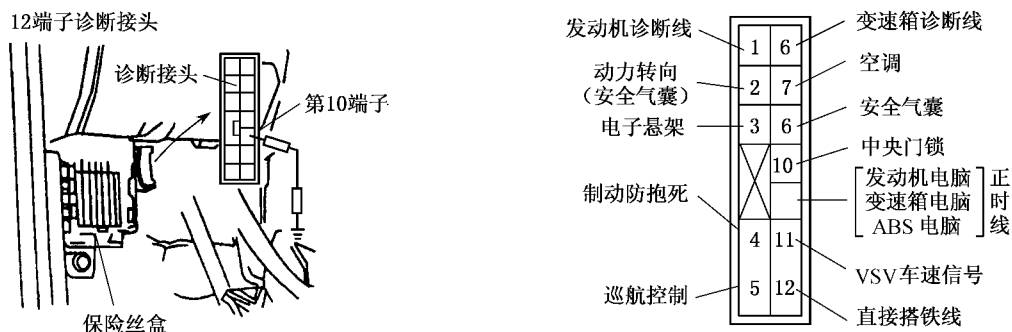 12端子诊断接头
诊断接头
第10端子
保险丝盒
发动机诊断线
动力转向
（安全气囊）
电子悬架
制动防抱死
巡航控制
1 6
2 7
3 6
10
4 11
5 12
变速箱诊断线
空调
安全气囊
中央门锁
发动机电脑
变速箱电脑
ABS 电脑
正
时
线
VSV车速信号
直接搭铁线